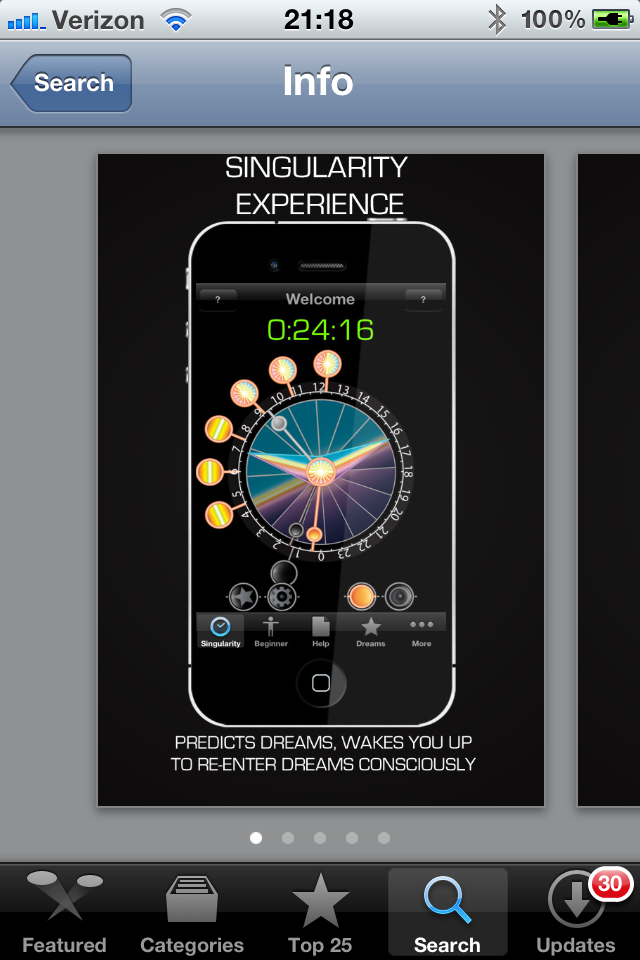 Verizon 21:18 100%
Search Info
SINGULARITY
EXPERIENCE
? Welcome ?
0:24:16
0 1 2 3 4 5 6 7 8 9 10 11 12 13 14 15 16 17 18 19 20 21 22 23
Singularity Beginner Help Dreams More
PREDICTS DREAMS, WAKES YOU UP
TO RE-ENTER DREAMS CONSCIOUSLY
30
Featured Categories Top 25 Search Updates